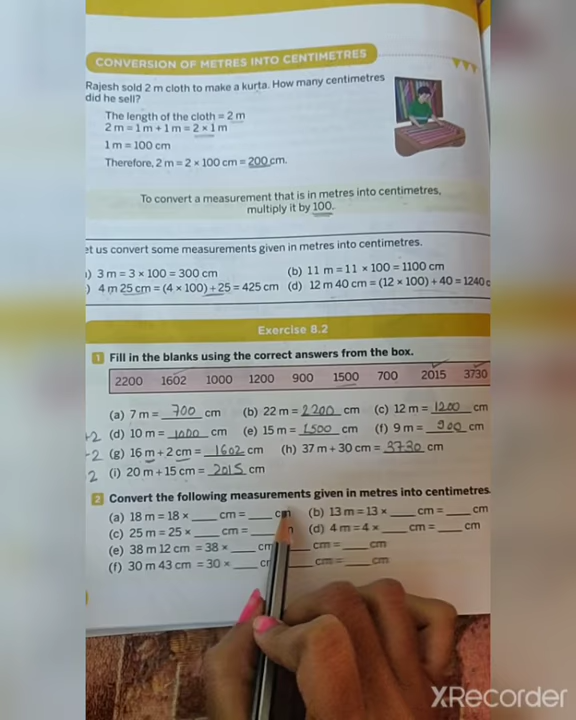 CONVERSION OF METRES INTO CENTIMETRES
Rajesh sold 2 m cloth to make a kurta. How many centimetres
did he sell?
The length of the cloth = 2 m
2 m = 1 m + 1 m = 2 × 1 m
1 m = 100 cm
Therefore, 2 m = 2 × 100 cm = 200 cm.
To convert a measurement that is in metres into centimetres,
multiply it by 100.
et us convert some measurements given in metres into centimetres.
) 3 m = 3 × 100 = 300 cm (b) 11 m = 11 × 100 = 1100 cm
) 4 m 25 cm = (4 × 100) + 25 = 425 cm (d) 12 m 40 cm = (12 × 100) + 40 = 1240 c
Exercise 8.2
1 Fill in the blanks using the correct answers from the box.
2200 1602 1000 1200 900 1500 700 2015 3730
(a) 7 m = 700 cm (b) 22 m = 2200 cm (c) 12 m = 1200 cm
+2 (d) 10 m = 1000 cm (e) 15 m = 1500 cm (f) 9 m = 900 cm
-2 (g) 16 m + 2 cm = 1602 cm (h) 37 m + 30 cm = 3730 cm
2 (i) 20 m + 15 cm = 2015 cm
2 Convert the following measurements given in metres into centimetres.
(a) 18 m = 18 × ____ cm = ____ cm (b) 13 m = 13 × ____ cm = ____ cm
(c) 25 m = 25 × ____ cm = ____ (d) 4 m = 4 × ____ cm = ____ cm
(e) 38 m 12 cm = 38 × ____ cm ____ cm = ____ cm
(f) 30 m 43 cm = 30 × ____ c ____ cm = ____ cm
XRecorder